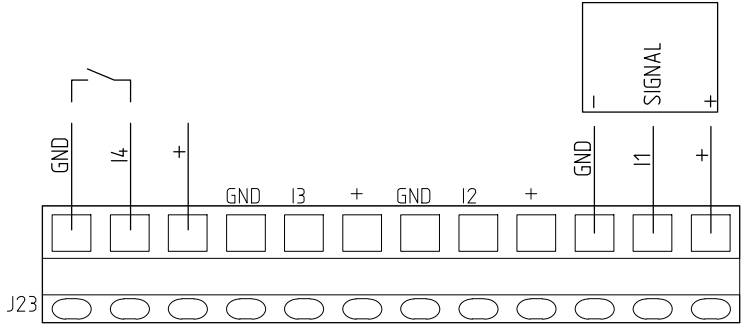 SIGNAL
- +
GND I4 + GND I3 + GND I2 + GND I1 +
J23